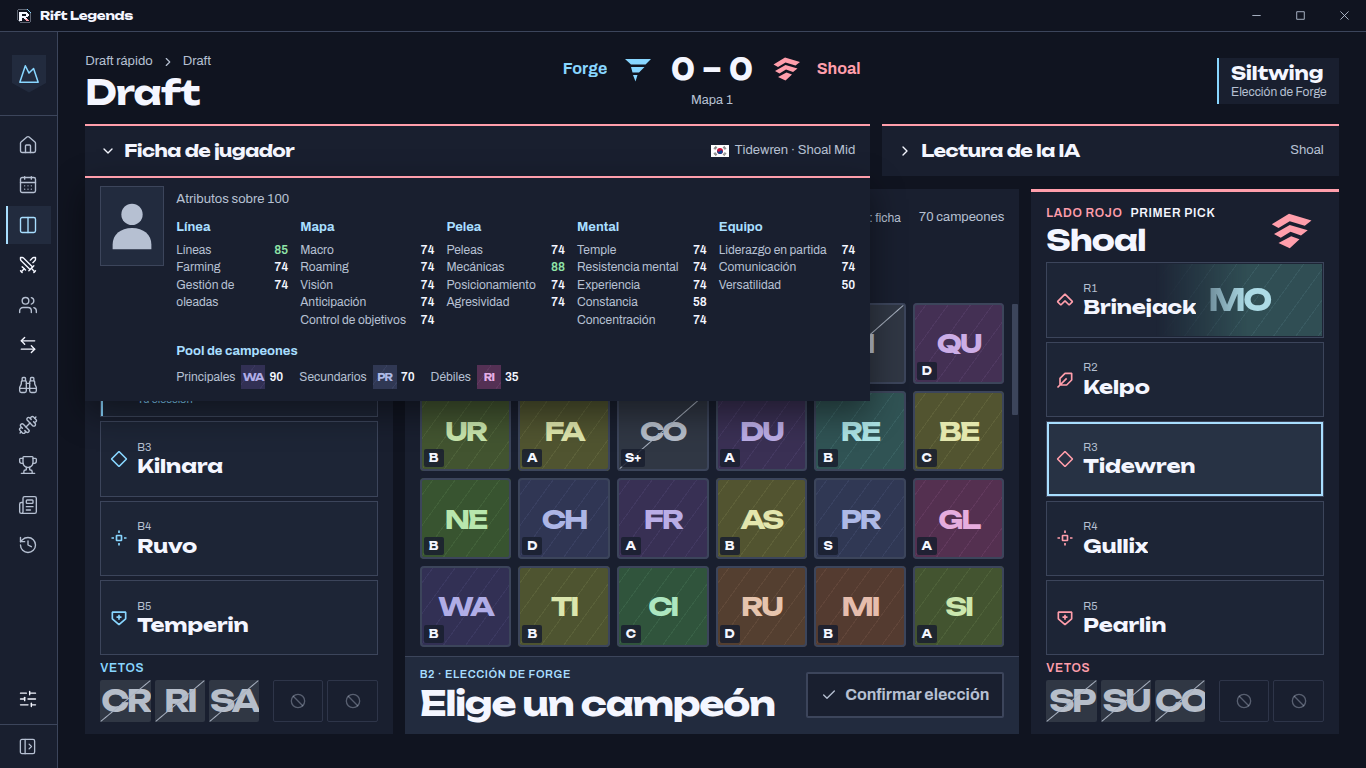 Rift Legends
Draft rápido > Draft
Draft
Forge 0 – 0 Shoal
Mapa 1
Siltwing
Elección de Forge
Ficha de jugador
Tidewren · Shoal Mid
Lectura de la IA
Shoal
Atributos sobre 100
Línea
Líneas 85
Farming 74
Gestión de oleadas 74
Mapa
Macro 74
Roaming 74
Visión 74
Anticipación 74
Control de objetivos 74
Pelea
Peleas 74
Mecánicas 88
Posicionamiento 74
Agresividad 74
Mental
Temple 74
Resistencia mental 74
Experiencia 74
Constancia 58
Concentración 74
Equipo
Liderazgo en partida 74
Comunicación 74
Versatilidad 50
Pool de campeones
Principales WA 90 Secundarios PR 70 Débiles RI 35
: ficha 70 campeones
QU
D
UR FA CO DU RE BE
B A S+ A B C
NE CH FR AS PR GL
B D A B S A
WA TI CI RU MI SI
B B C D B A
B3
Kilnara
B4
Ruvo
B5
Temperin
VETOS
CR RI SA
B2 · ELECCIÓN DE FORGE
Elige un campeón
Confirmar elección
LADO ROJO PRIMER PICK
Shoal
R1
Brinejack MO
R2
Kelpo
R3
Tidewren
R4
Gullix
R5
Pearlin
VETOS
SP SU CO